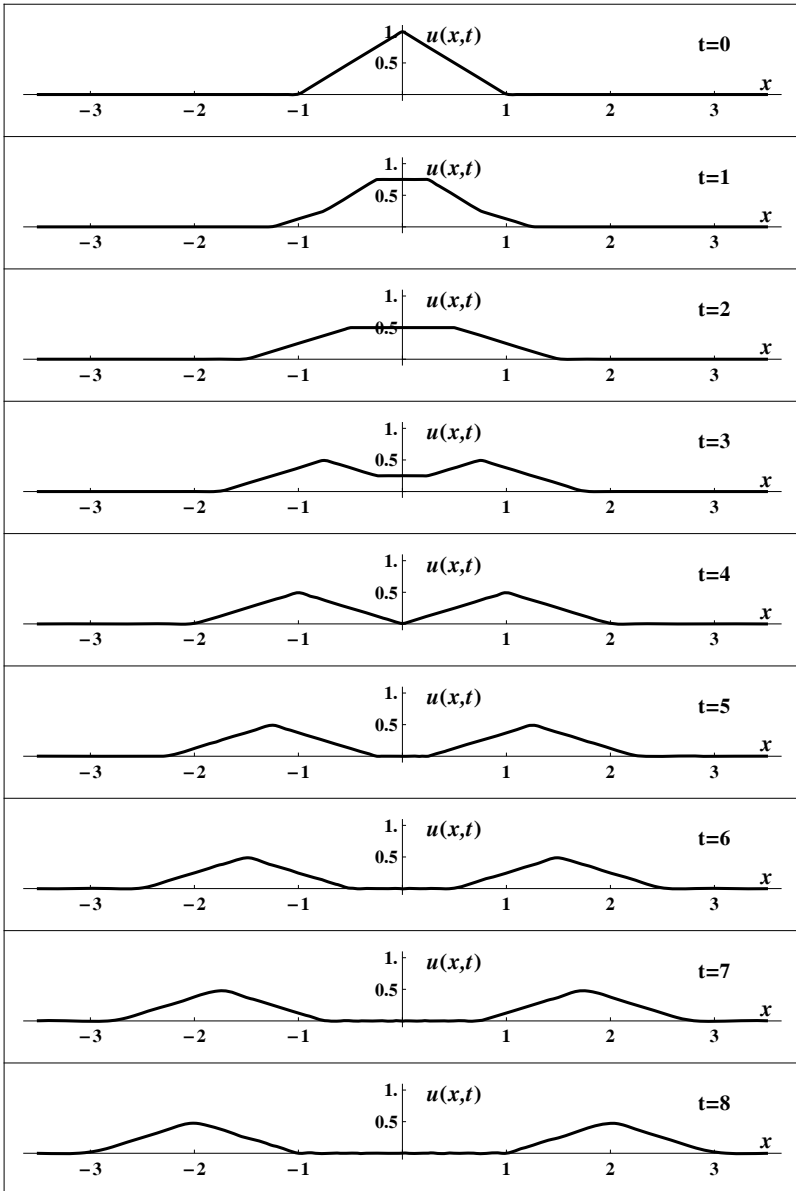 1. u(x,t) t=0
0.5
x
−3 −2 −1 1 2 3
1. u(x,t) t=1
0.5
x
−3 −2 −1 1 2 3
1. u(x,t) t=2
0.5
x
−3 −2 −1 1 2 3
1. u(x,t) t=3
0.5
x
−3 −2 −1 1 2 3
1. u(x,t) t=4
0.5
x
−3 −2 −1 1 2 3
1. u(x,t) t=5
0.5
x
−3 −2 −1 1 2 3
1. u(x,t) t=6
0.5
x
−3 −2 −1 1 2 3
1. u(x,t) t=7
0.5
x
−3 −2 −1 1 2 3
1. u(x,t) t=8
0.5
x
−3 −2 −1 1 2 3